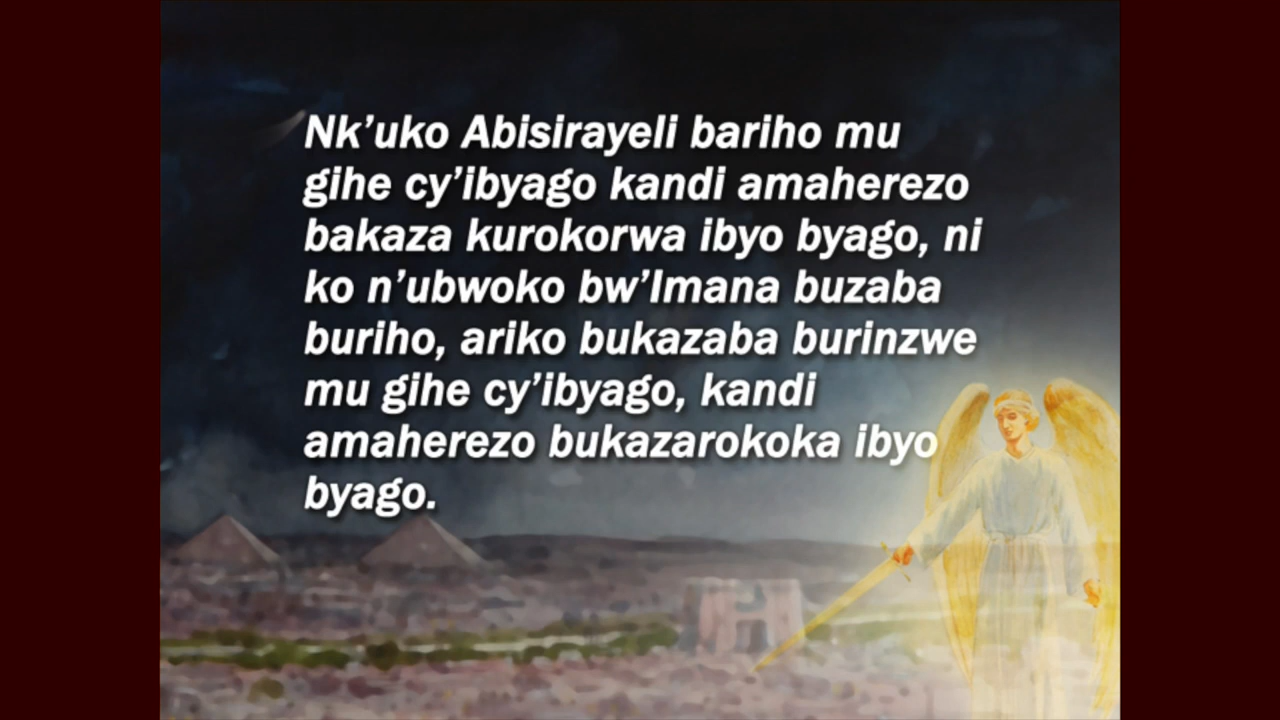 Nk’uko Abisirayeli bariho mu
gihe cy’ibyago kandi amaherezo
bakaza kurokorwa ibyo byago, ni
ko n’ubwoko bw’Imana buzaba
buriho, ariko bukazaba burinzwe
mu gihe cy’ibyago, kandi
amaherezo bukazarokoka ibyo
byago.